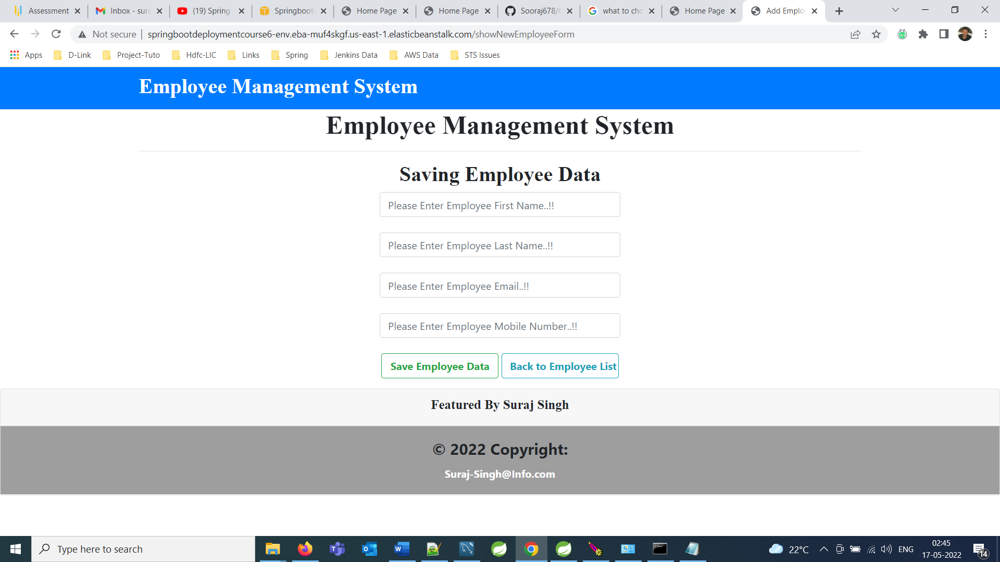 Assessment
Inbox - sura
(19) Spring
Springboot
Home Page
Home Page
Sooraj678/
what to cho
Home Page
Add Emplo
Not secure
springbootdeploymentcourse6-env.eba-muf4skgf.us-east-1.elasticbeanstalk.com/showNewEmployeeForm
Apps
D-Link
Project-Tuto
Hdfc-LIC
Links
Spring
Jenkins Data
AWS Data
STS Issues
Employee Management System
Employee Management System
Saving Employee Data
Please Enter Employee First Name..!!
Please Enter Employee Last Name..!!
Please Enter Employee Email..!!
Please Enter Employee Mobile Number..!!
Save Employee Data
Back to Employee List
Featured By Suraj Singh
© 2022 Copyright:
Suraj-Singh@Info.com
Type here to search
22°C
ENG
02:45
17-05-2022
14